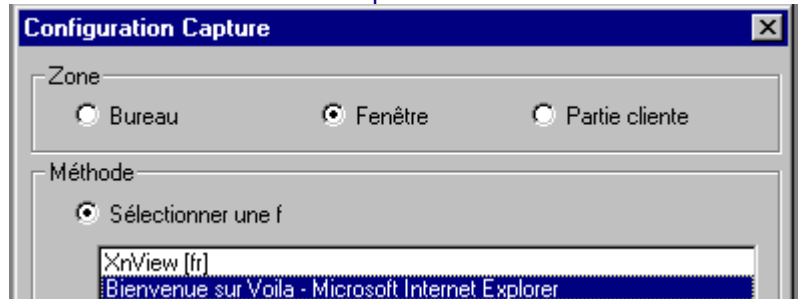 Configuration Capture
Zone
Bureau Fenêtre Partie cliente
Méthode
Sélectionner une f
XnView [fr]
Bienvenue sur Voila - Microsoft Internet Explorer